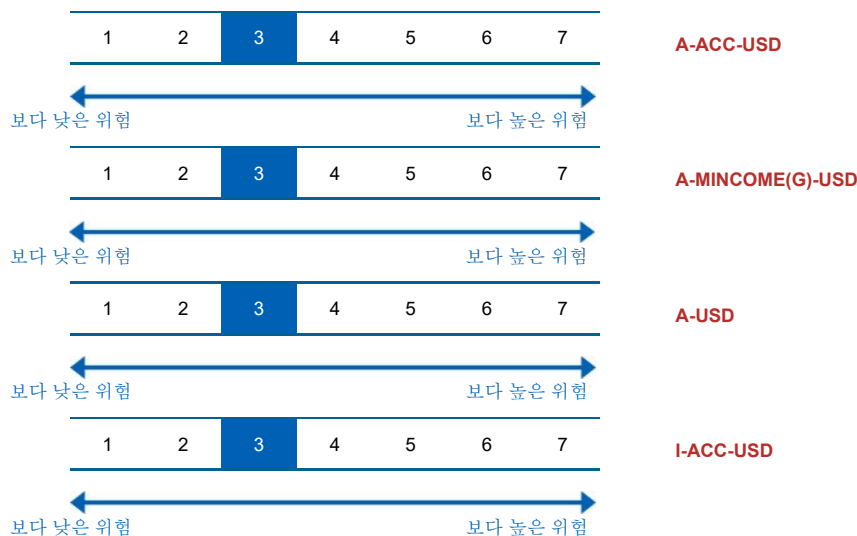 1 2 3 4 5 6 7 A-ACC-USD
보다 낮은 위험 보다 높은 위험
1 2 3 4 5 6 7 A-MINCOME(G)-USD
보다 낮은 위험 보다 높은 위험
1 2 3 4 5 6 7 A-USD
보다 낮은 위험 보다 높은 위험
1 2 3 4 5 6 7 I-ACC-USD
보다 낮은 위험 보다 높은 위험